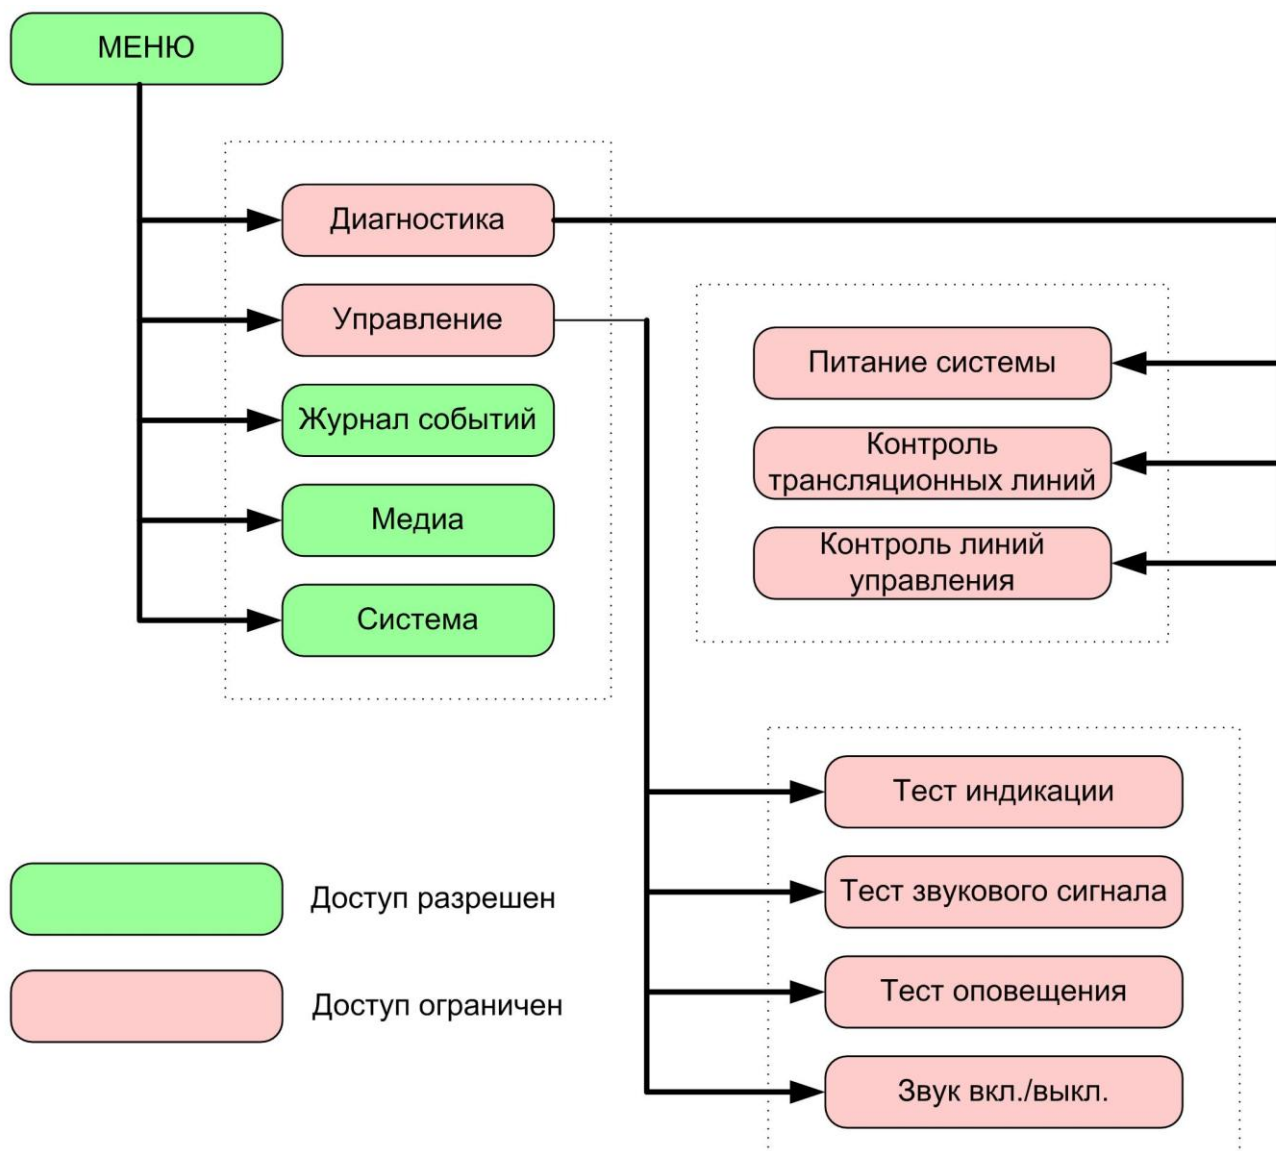 МЕНЮ
Диагностика
Управление
Журнал событий
Медиа
Система
Питание системы
Контроль
трансляционных линий
Контроль линий
управления
Тест индикации
Тест звукового сигнала
Тест оповещения
Звук вкл./выкл.
Доступ разрешен
Доступ ограничен